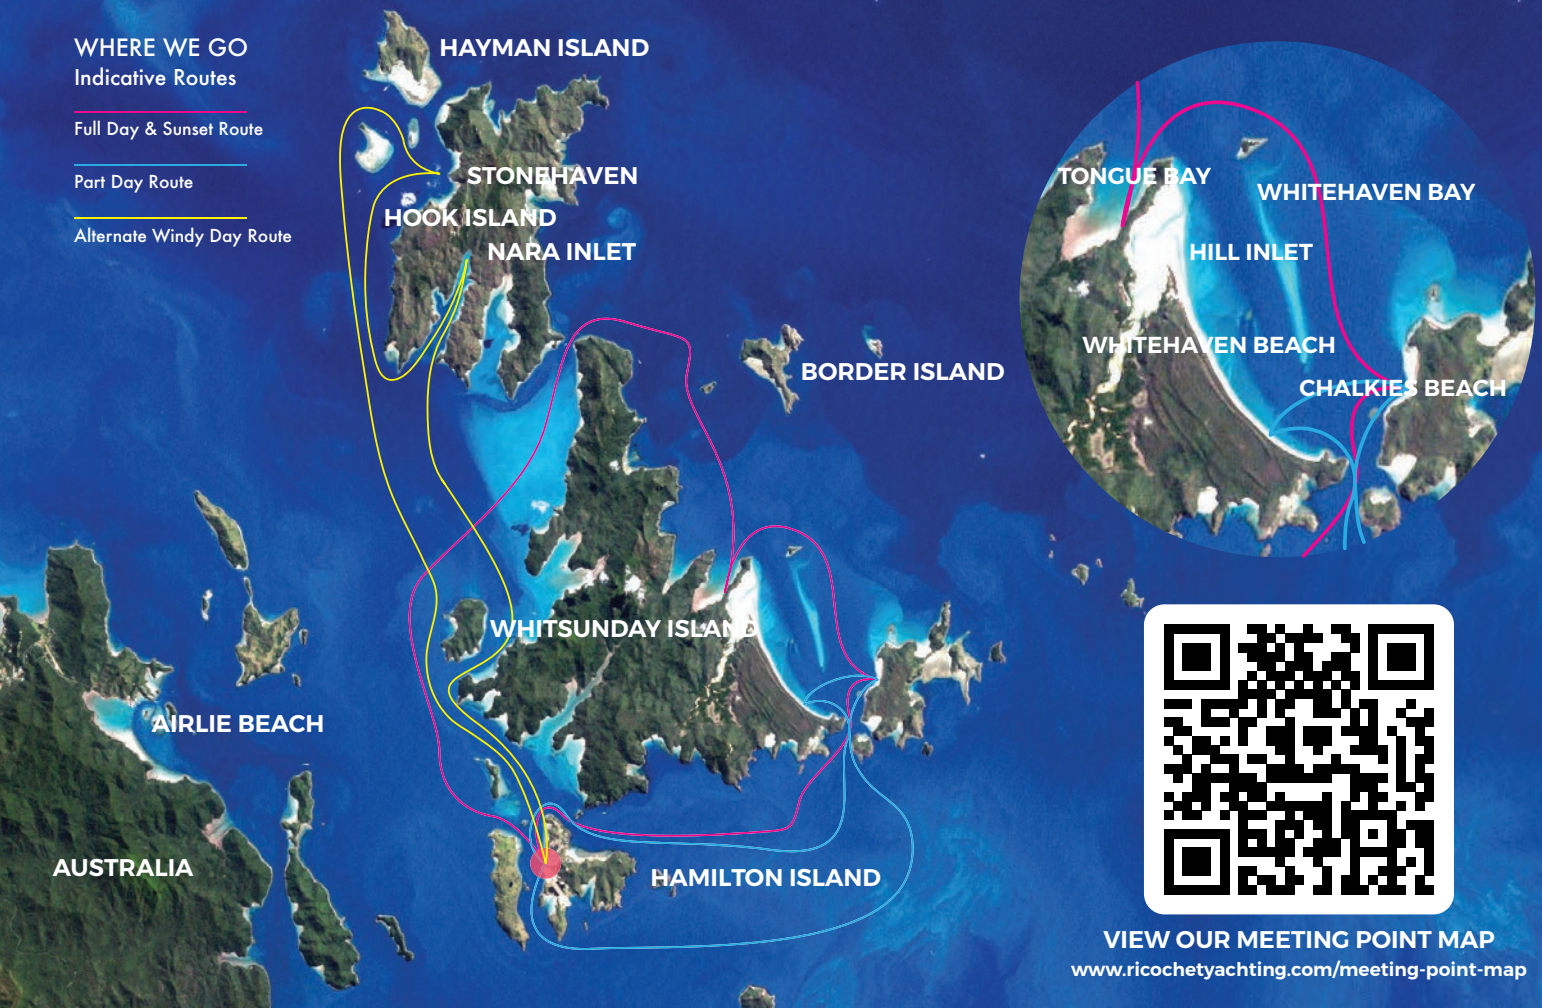 WHERE WE GO
Indicative Routes
Full Day & Sunset Route
Part Day Route
Alternate Windy Day Route
HAYMAN ISLAND
STONEHAVEN
HOOK ISLAND
NARA INLET
BORDER ISLAND
WHITSUNDAY ISLAND
AIRLIE BEACH
AUSTRALIA
HAMILTON ISLAND
TONGUE BAY
WHITEHAVEN BAY
HILL INLET
WHITEHAVEN BEACH
CHALKIES BEACH
VIEW OUR MEETING POINT MAP
www.ricochetyachting.com/meeting-point-map